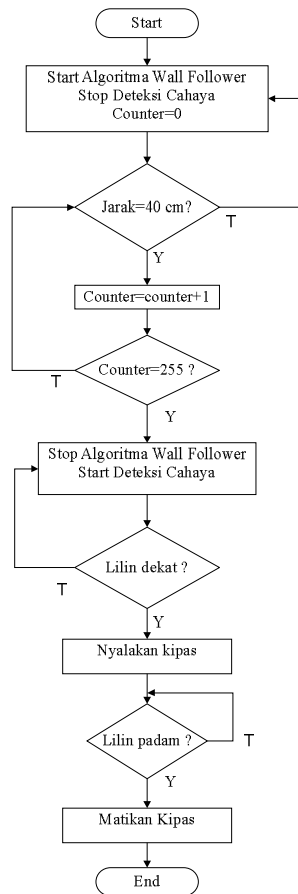 Start
Start Algoritma Wall Follower
Stop Deteksi Cahaya
Counter=0
Jarak=40 cm?
T
Y
Counter=counter+1
Counter=255 ?
T
Y
Stop Algoritma Wall Follower
Start Deteksi Cahaya
Lilin dekat ?
T
Y
Nyalakan kipas
Lilin padam ?
T
Y
Matikan Kipas
End